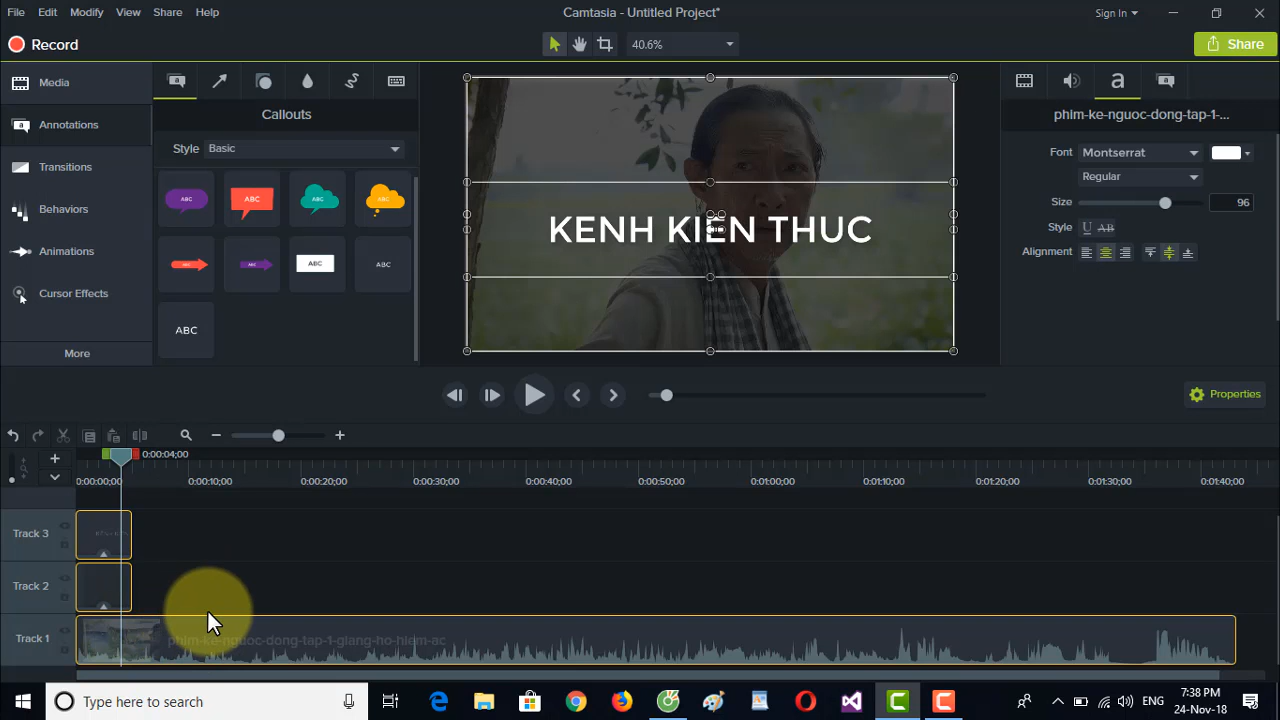 File Edit Modify View Share Help
Camtasia - Untitled Project*
Sign In
Record
40.6%
Share
Media
Annotations
Transitions
Behaviors
Animations
Cursor Effects
More
Callouts
Style Basic
ABC ABC ABC ABC
ABC ABC ABC ABC
ABC
KENH KIEN THUC
a
phim-ke-nguoc-dong-tap-1-...
Font Montserrat
Regular
Size 96
Style U AB
Alignment
Properties
0:00:04;00
0:00:00;00 0:00:10;00 0:00:20;00 0:00:30;00 0:00:40;00 0:00:50;00 0:01:00;00 0:01:10;00 0:01:20;00 0:01:30;00 0:01:40;00
Track 3
Track 2
Track 1
phim-ke-nguoc-dong-tap-1-giang-ho-hiem-ac
Type here to search
ENG
7:38 PM
24-Nov-18